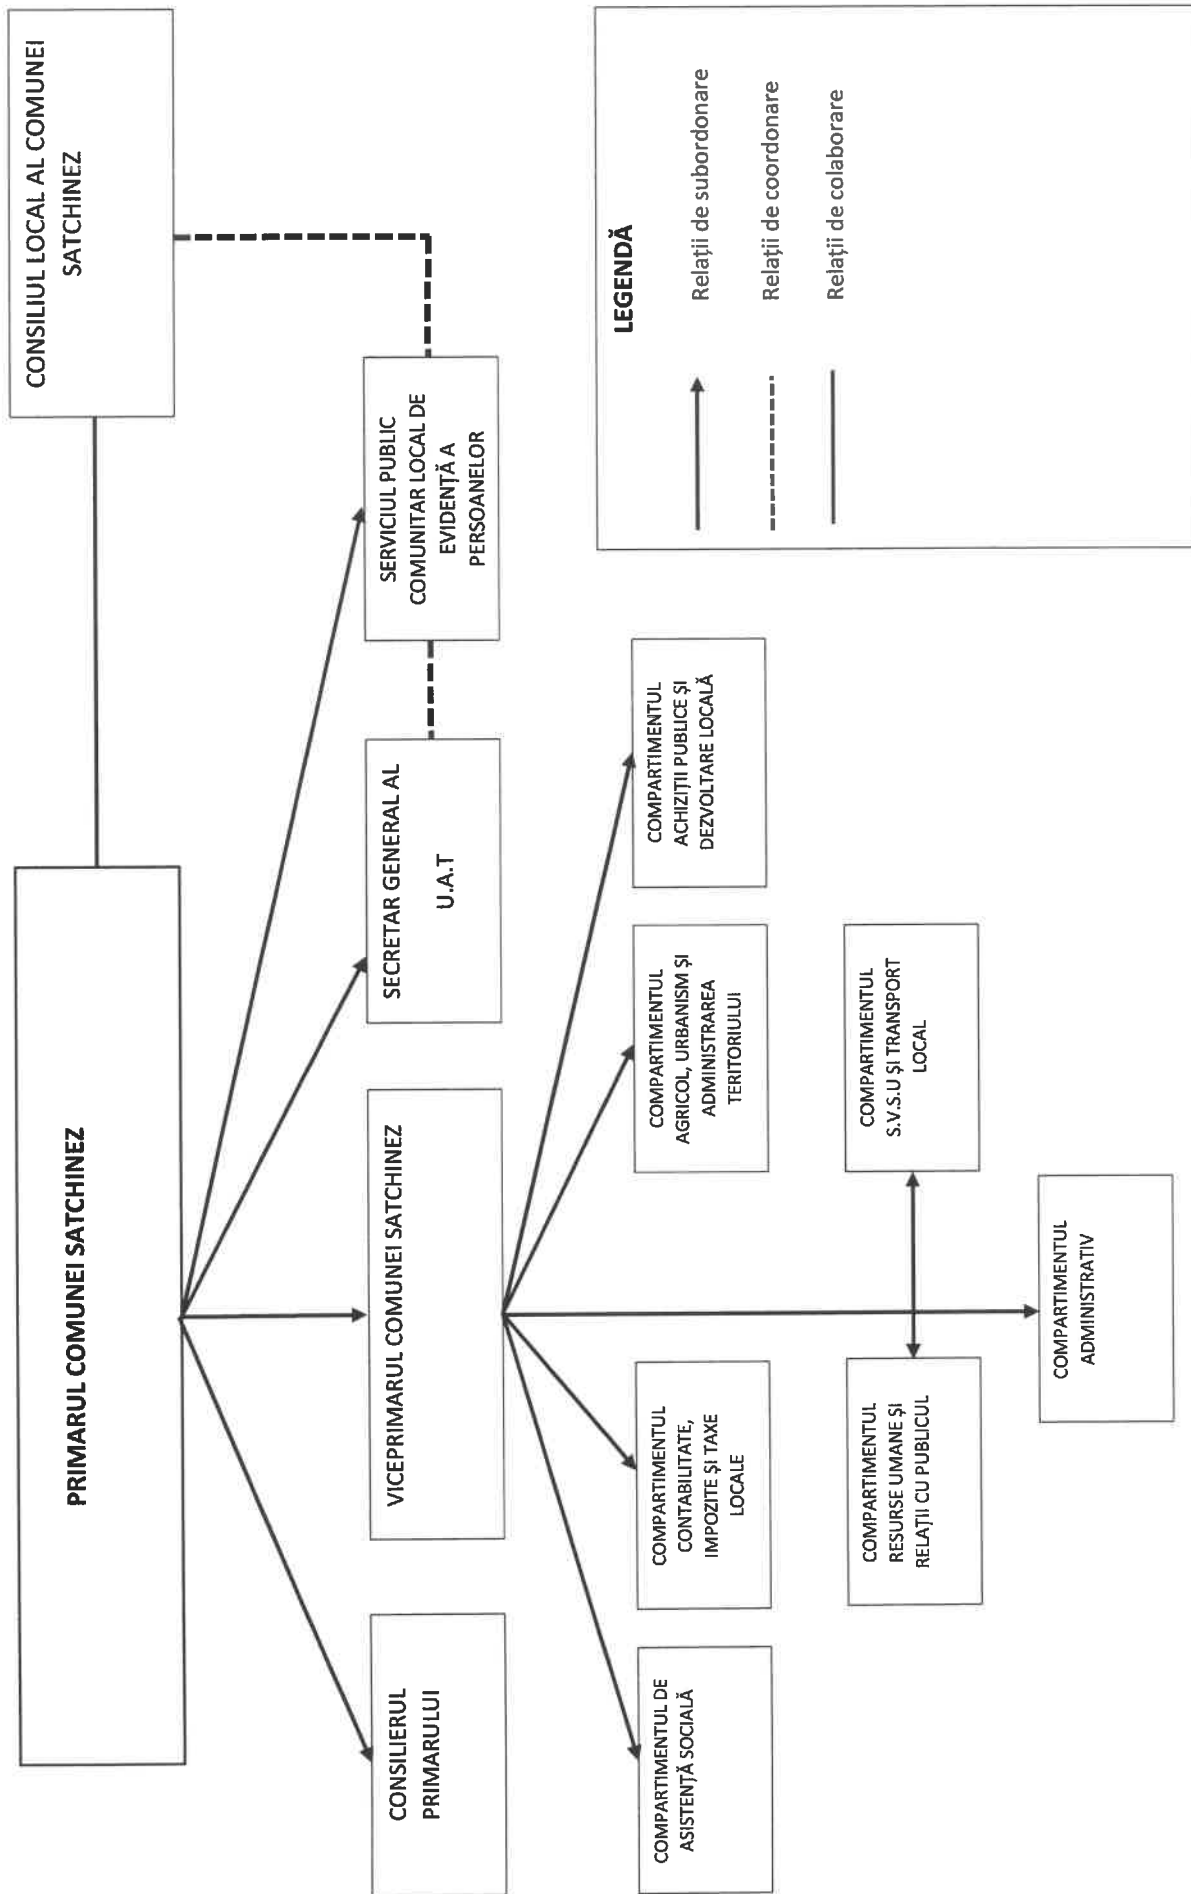 CONSILIUL LOCAL AL COMUNEI
SATCHINEZ
PRIMARUL COMUNEI SATCHINEZ
CONSILIERUL
PRIMARULUI
VICEPRIMARUL COMUNEI SATCHINEZ
SECRETAR GENERAL AL
U.A.T
SERVICIUL PUBLIC
COMUNITAR LOCAL DE
EVIDENȚĂ A
PERSOANELOR
COMPARTIMENTUL DE
ASISTENȚĂ SOCIALĂ
COMPARTIMENTUL
CONTABILITATE,
IMPOZITE ȘI TAXE
LOCALE
COMPARTIMENTUL
AGRICOL, URBANISM ȘI
ADMINISTRAREA
TERITORIULUI
COMPARTIMENTUL
ACHIZIȚII PUBLICE ȘI
DEZVOLTARE LOCALĂ
COMPARTIMENTUL
RESURSE UMANE ȘI
RELAȚII CU PUBLICUL
COMPARTIMENTUL
S.V.S.U ȘI TRANSPORT
LOCAL
COMPARTIMENTUL
ADMINISTRATIV
LEGENDĂ
Relații de subordonare
Relații de coordonare
Relații de colaborare